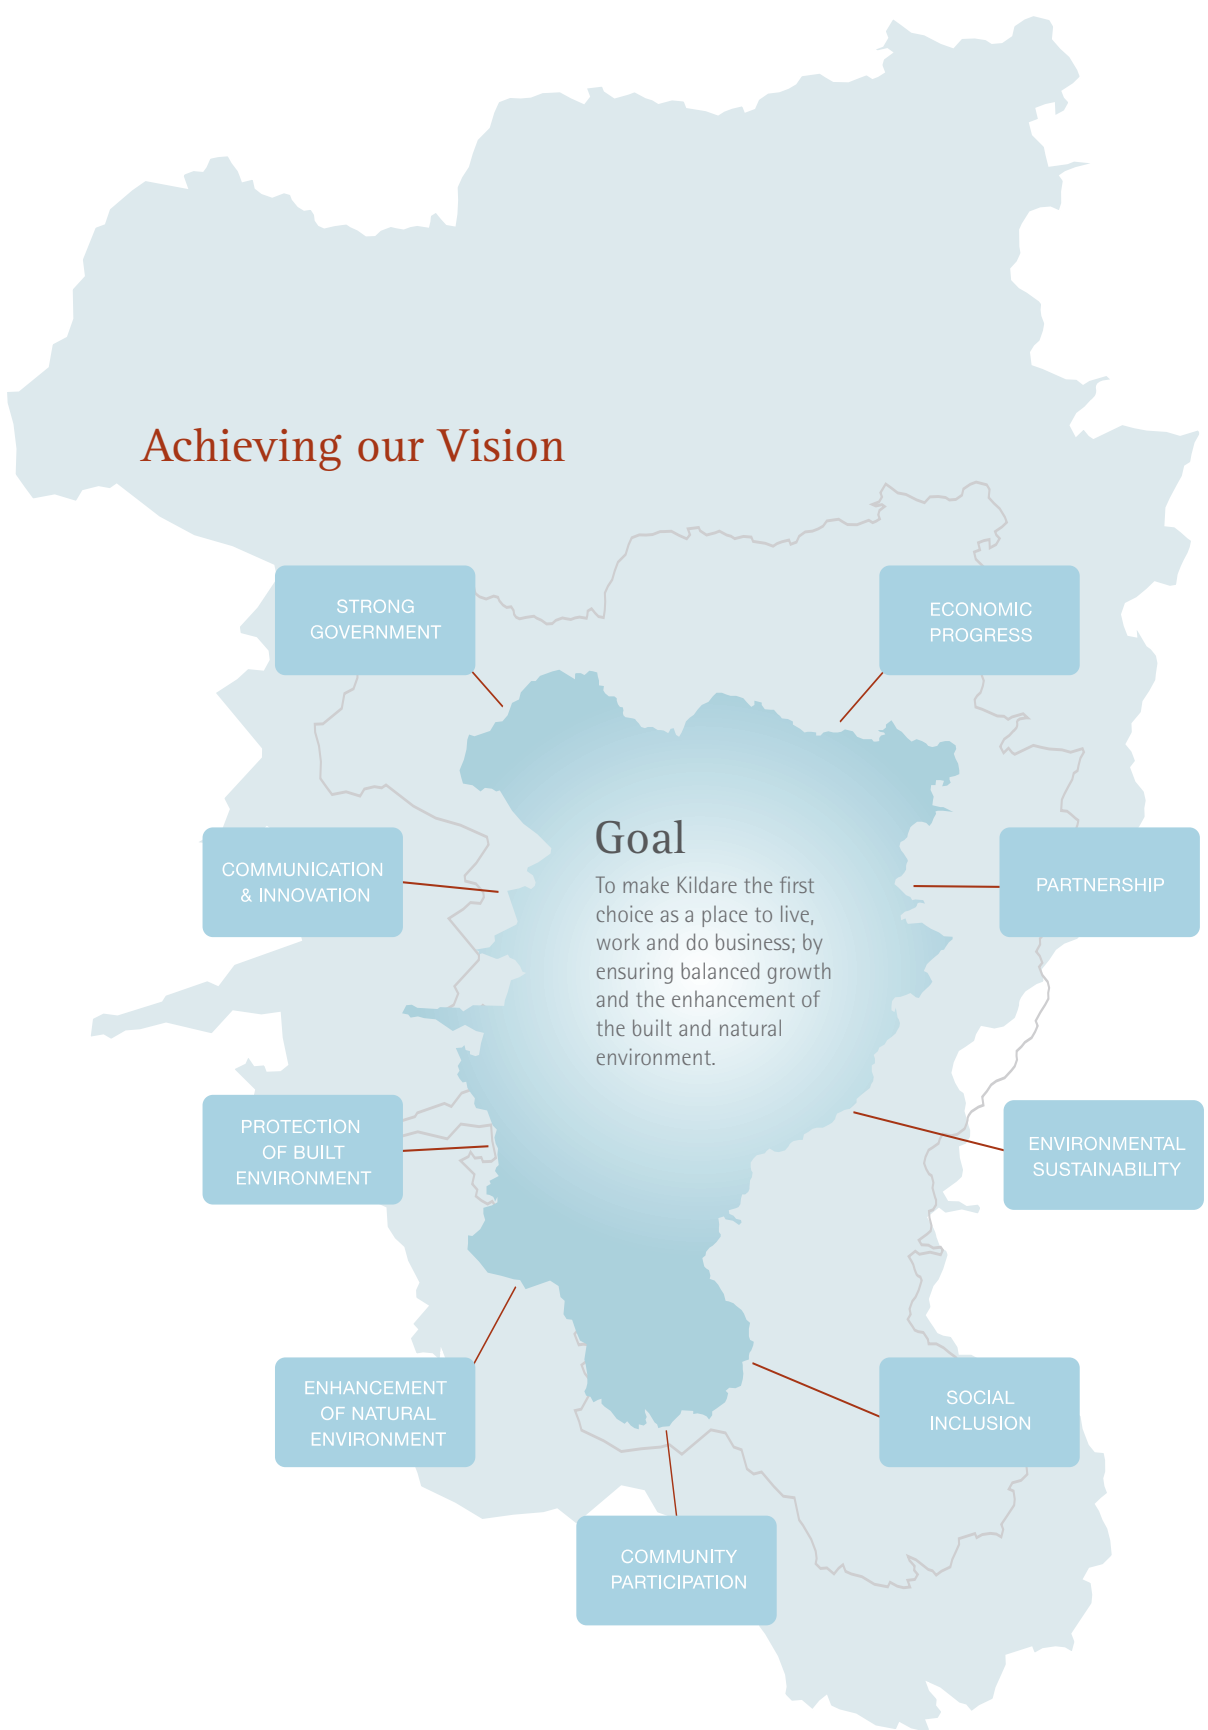 Achieving our Vision
STRONG
GOVERNMENT
ECONOMIC
PROGRESS
Goal
To make Kildare the first
choice as a place to live,
work and do business; by
ensuring balanced growth
and the enhancement of
the built and natural
environment.
COMMUNICATION
& INNOVATION
PARTNERSHIP
PROTECTION
OF BUILT
ENVIRONMENT
ENVIRONMENTAL
SUSTAINABILITY
ENHANCEMENT
OF NATURAL
ENVIRONMENT
SOCIAL
INCLUSION
COMMUNITY
PARTICIPATION